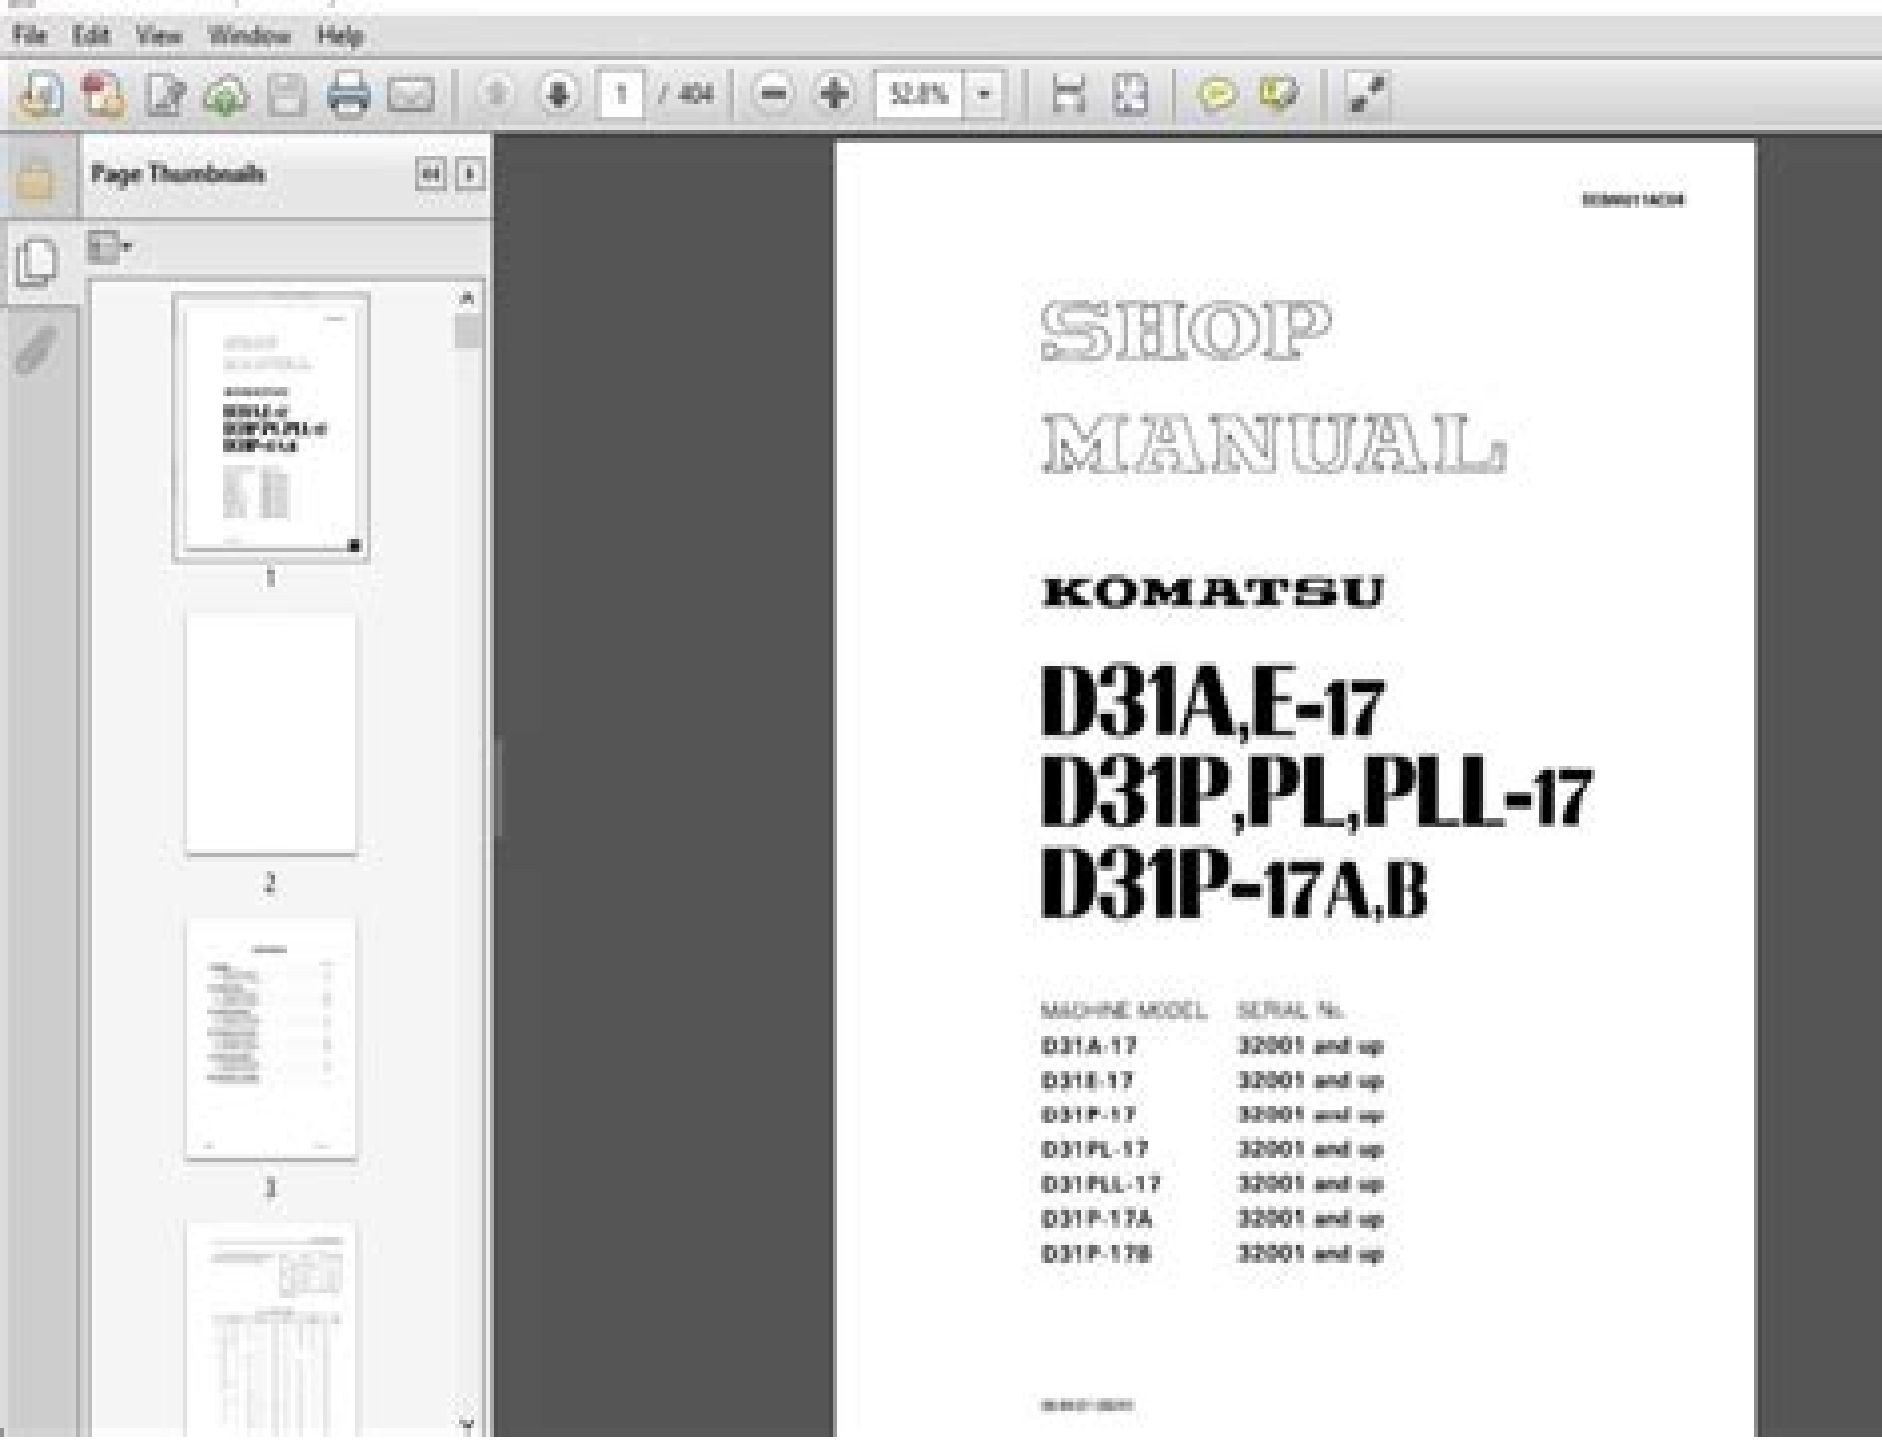 File Edit View Window Help
1 / 404
52.8%
Page Thumbnails
1
2
3
SHOP
MANUAL
KOMATSU
D31A,E-17
D31P,PL,PLL-17
D31P-17A,B
MACHINE MODEL SERIAL No.
D31A-17 32001 and up
D31E-17 32001 and up
D31P-17 32001 and up
D31PL-17 32001 and up
D31PLL-17 32001 and up
D31P-17A 32001 and up
D31P-17B 32001 and up